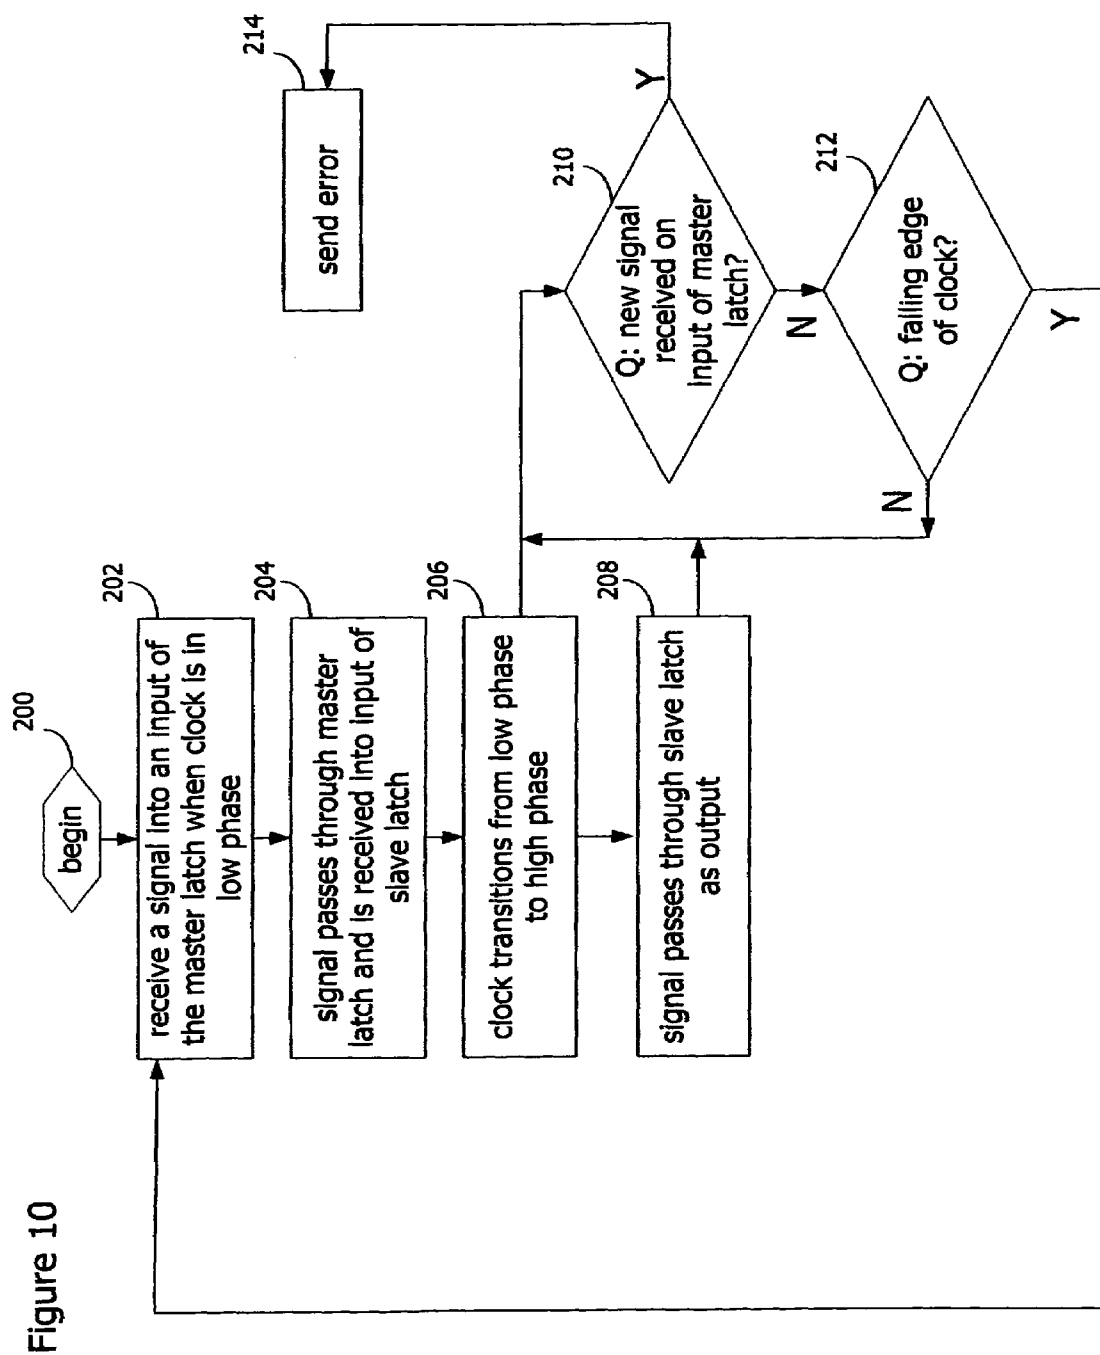 Figure 10
200
begin
202
receive a signal into an input of
the master latch when clock is in
low phase
204
signal passes through master
latch and is received into input of
slave latch
206
clock transitions from low phase
to high phase
208
signal passes through slave latch
as output
214
send error
210
Q: new signal
received on
input of master
latch?
Y
N
212
Q: falling edge
of clock?
N
Y